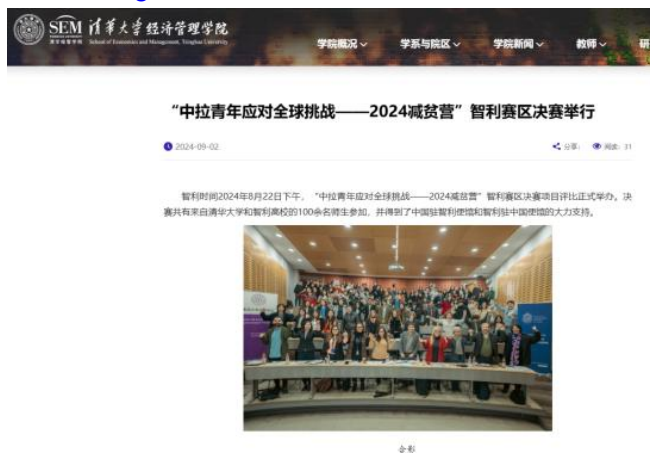 SEM 清华大学经济管理学院
School of Economics and Management, Tsinghua University
学院概况
学系与院区
学院新闻
教师
研
“中拉青年应对全球挑战——2024减贫营”智利赛区决赛举行
2024-09-02
分享:
阅读: 31
智利时间2024年8月22日下午，“中拉青年应对全球挑战——2024减贫营”智利赛区决赛项目评比正式举办。决
赛共有来自清华大学和智利高校的100余名师生参加，并得到了中国驻智利使馆和智利驻中国使馆的大力支持。
合影